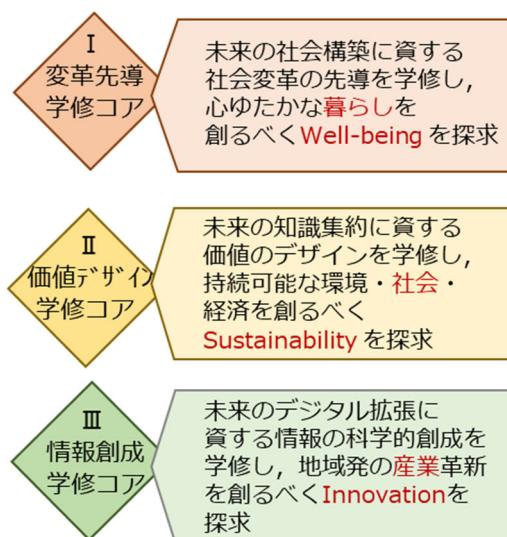 Ⅰ
変革先導
学修コア
未来の社会構築に資する
社会変革の先導を学修し，
心ゆたかな暮らしを
創るべくWell-being を探求
Ⅱ
価値ﾃﾞｻﾞｲﾝ
学修コア
未来の知識集約に資する
価値のデザインを学修し，
持続可能な環境・社会・
経済を創るべく
Sustainability を探求
Ⅲ
情報創成
学修コア
未来のデジタル拡張に
資する情報の科学的創成を
学修し，地域発の産業革新
を創るべくInnovationを
探求